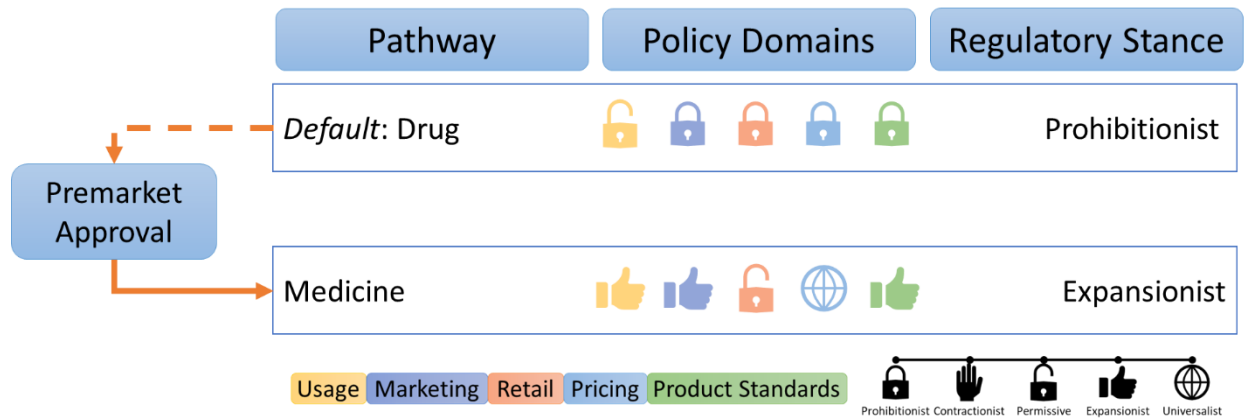 Pathway
Policy Domains
Regulatory Stance
Default: Drug
Prohibitionist
Premarket
Approval
Medicine
Expansionist
Usage Marketing Retail Pricing Product Standards
Prohibitionist Contractionist Permissive Expansionist Universalist